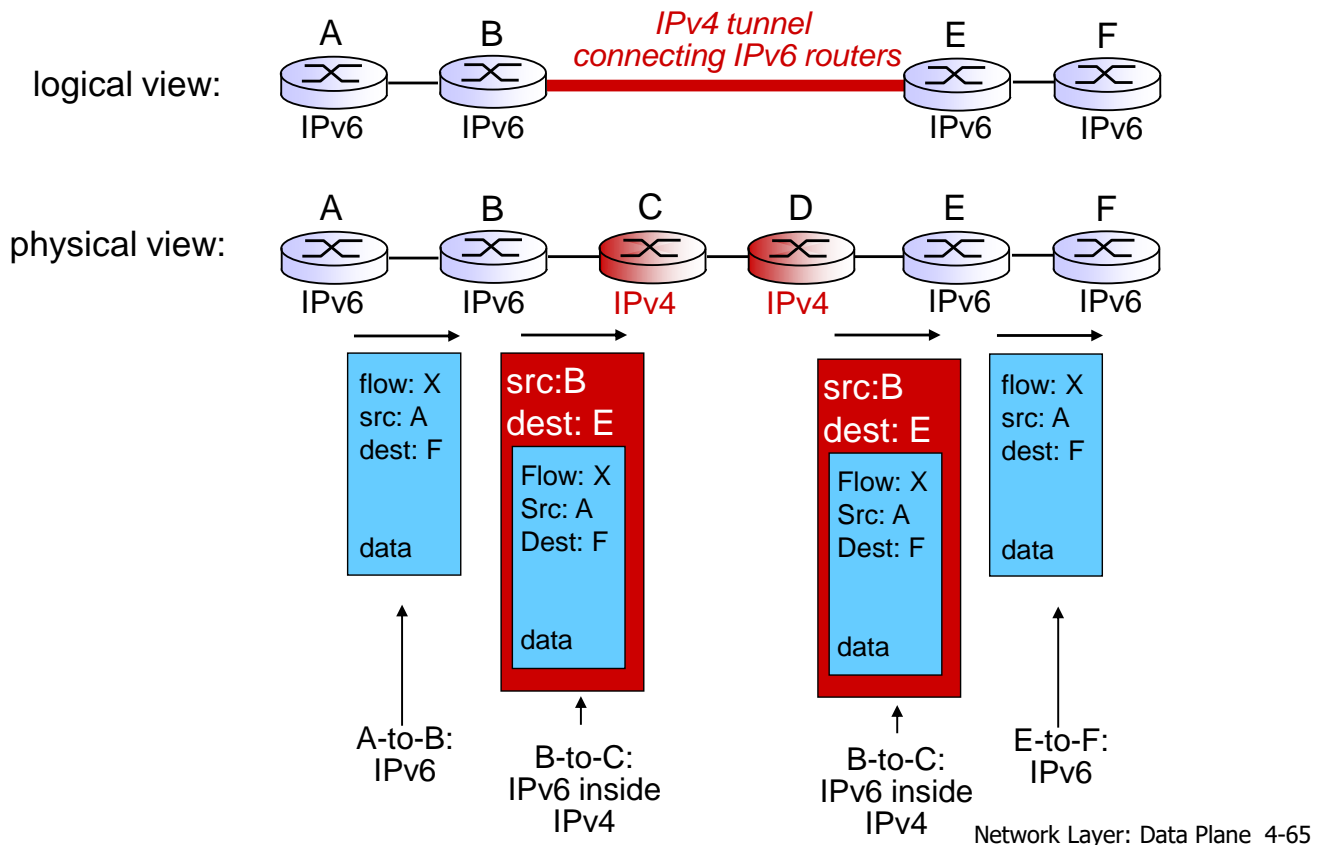 A
B
IPv4 tunnel
connecting IPv6 routers
E
F
logical view:
IPv6
IPv6
IPv6
IPv6
A
B
C
D
E
F
physical view:
IPv6
IPv6
IPv4
IPv4
IPv6
IPv6
flow: X
src: A
dest: F
data
src:B
dest: E
Flow: X
Src: A
Dest: F
data
src:B
dest: E
Flow: X
Src: A
Dest: F
data
flow: X
src: A
dest: F
data
A-to-B:
IPv6
B-to-C:
IPv6 inside
IPv4
B-to-C:
IPv6 inside
IPv4
E-to-F:
IPv6
Network Layer: Data Plane 4-65